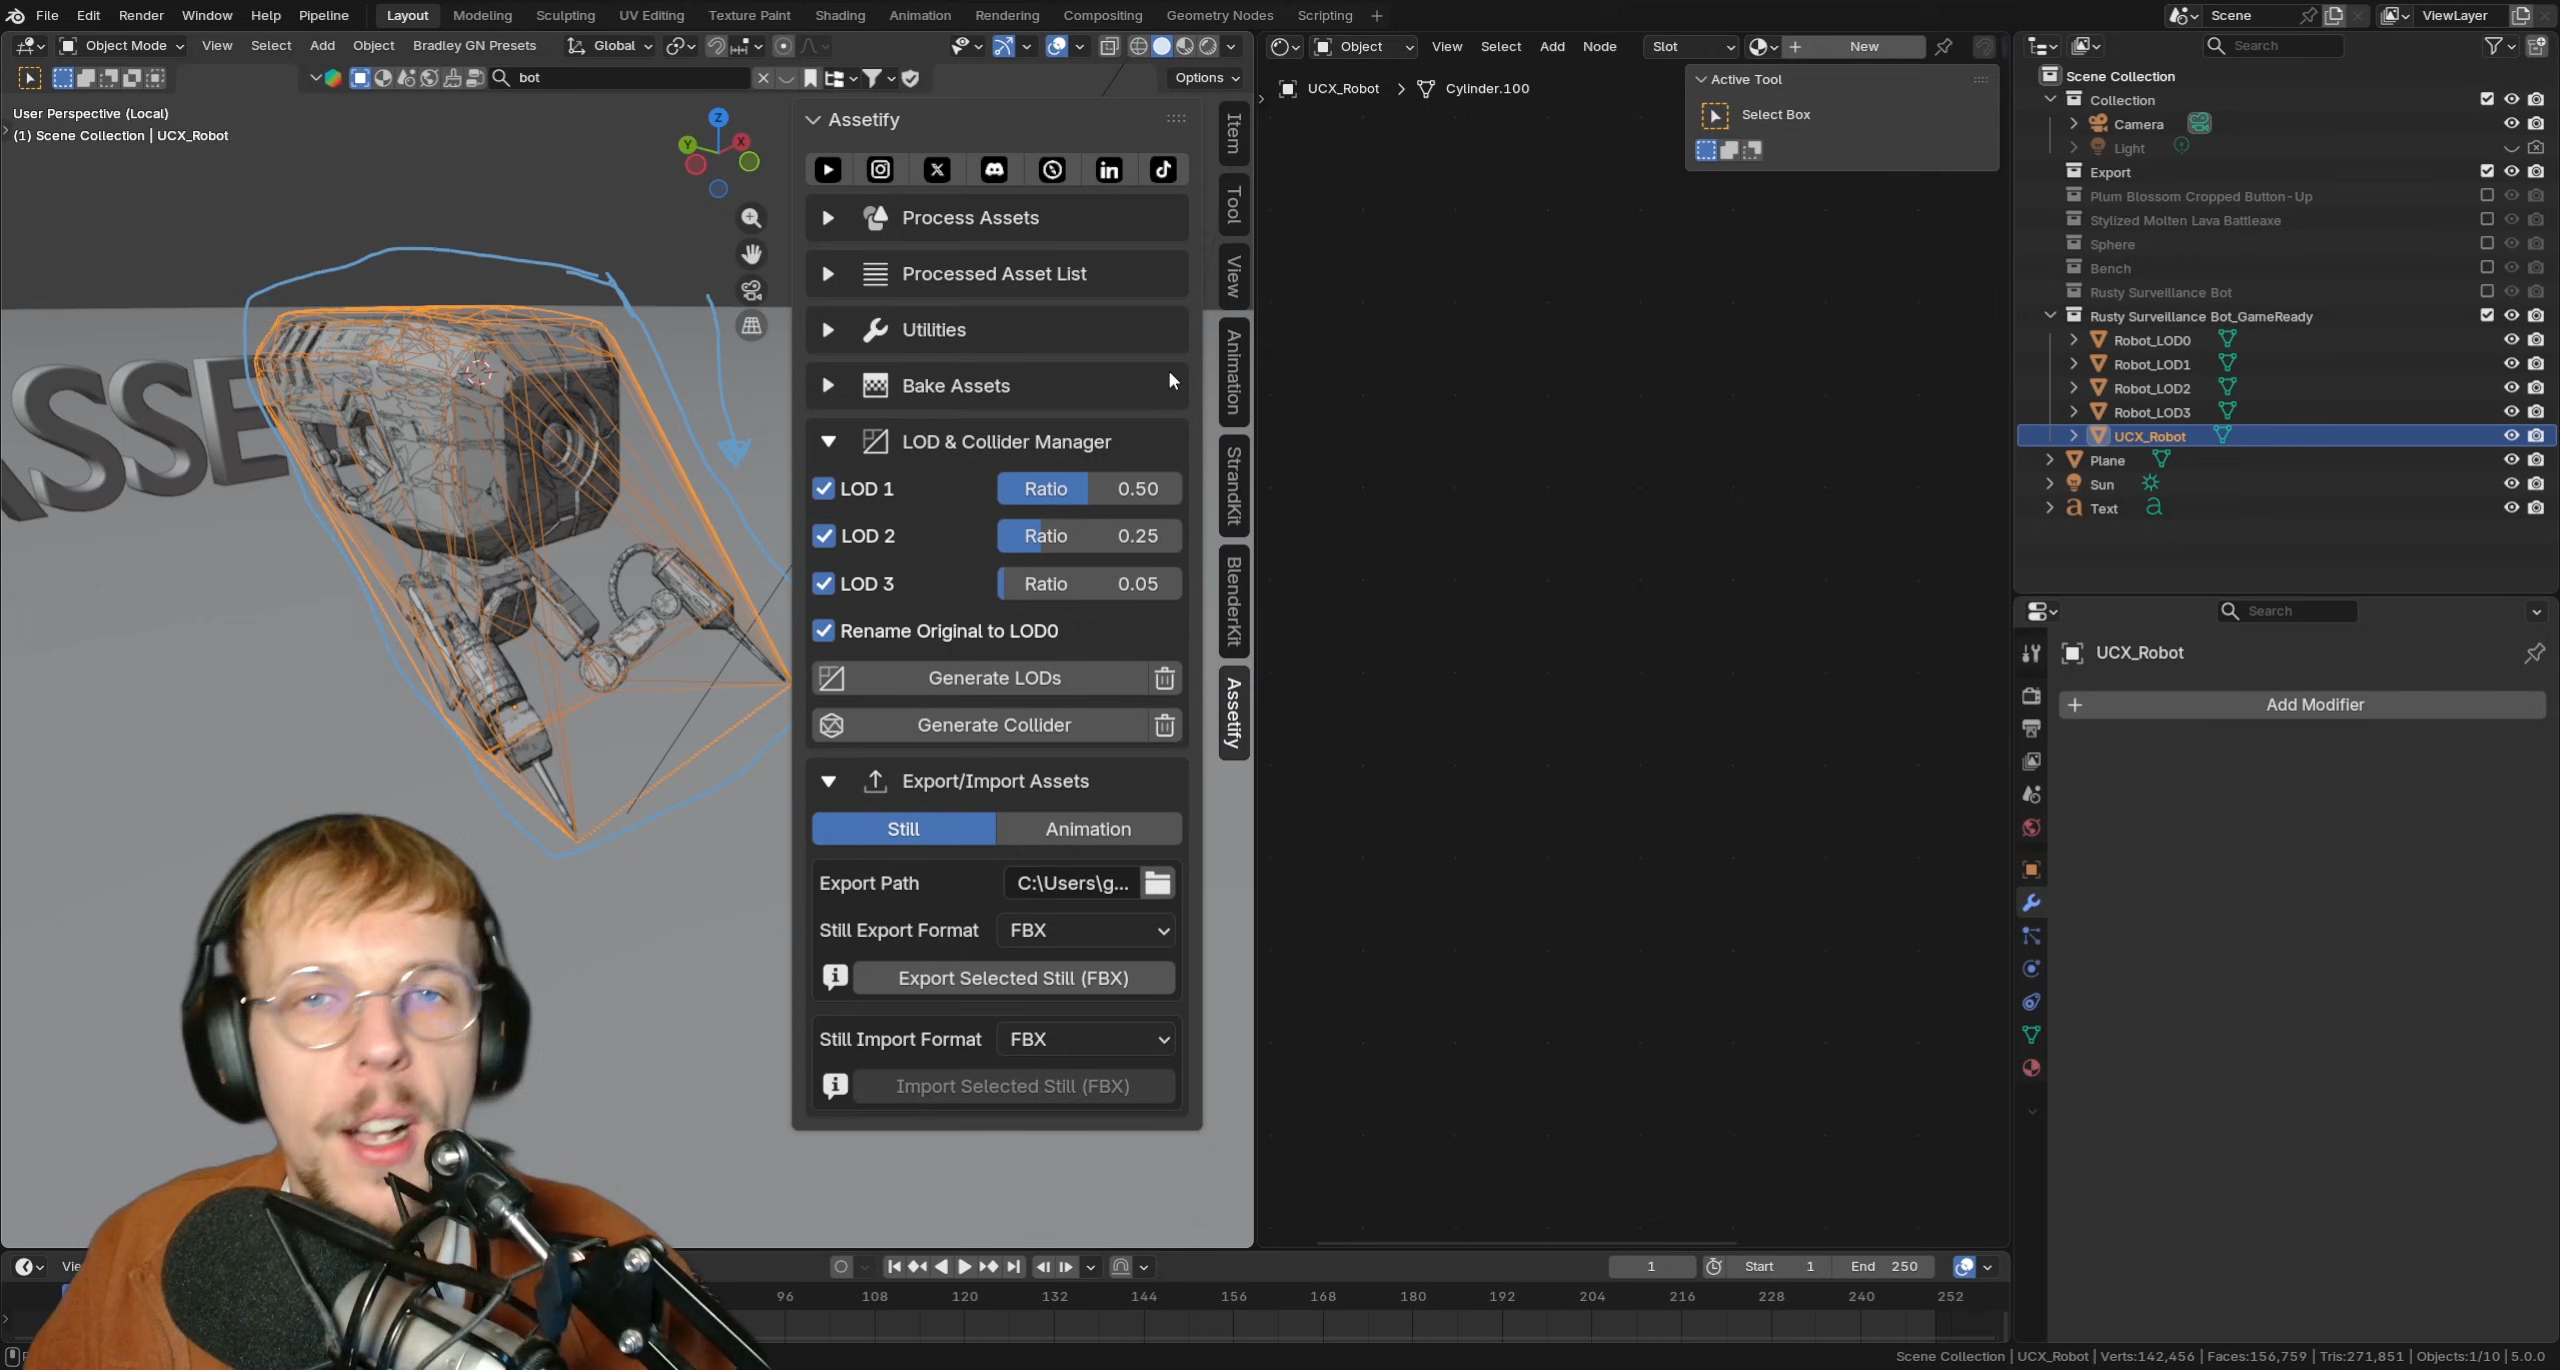 File Edit Render Window Help Pipeline Layout Modeling Sculpting UV Editing Texture Paint Shading Animation Rendering Compositing Geometry Nodes Scripting Scene ViewLayer
Object Mode View Select Add Object Bradley GN Presets Global
Object View Select Add Node Slot New
Search
bot Options
User Perspective (Local)
(1) Scene Collection | UCX_Robot
ASSE
Assetify
Process Assets
Processed Asset List
Utilities
Bake Assets
LOD & Collider Manager
LOD 1 Ratio 0.50
LOD 2 Ratio 0.25
LOD 3 Ratio 0.05
Rename Original to LOD0
Generate LODs
Generate Collider
Export/Import Assets
Still Animation
Export Path C:\Users\g...
Still Export Format FBX
Export Selected Still (FBX)
Still Import Format FBX
Import Selected Still (FBX)
Item
Tool
View
Animation
StrandKit
BlenderKit
Assetify
UCX_Robot Cylinder.100
Active Tool
Select Box
Scene Collection
Collection
Camera
Light
Export
Plum Blossom Cropped Button-Up
Stylized Molten Lava Battleaxe
Sphere
Bench
Rusty Surveillance Bot
Rusty Surveillance Bot_GameReady
Robot_LOD0
Robot_LOD1
Robot_LOD2
Robot_LOD3
UCX_Robot
Plane
Sun
Text
Search
UCX_Robot
Add Modifier
1 Start 1 End 250
96 108 120 132 144 156 168 180 192 204 216 228 240 252
Scene Collection | UCX_Robot | Verts:142,456 | Faces:156,759 | Tris:271,851 | Objects:1/10 | 5.0.0